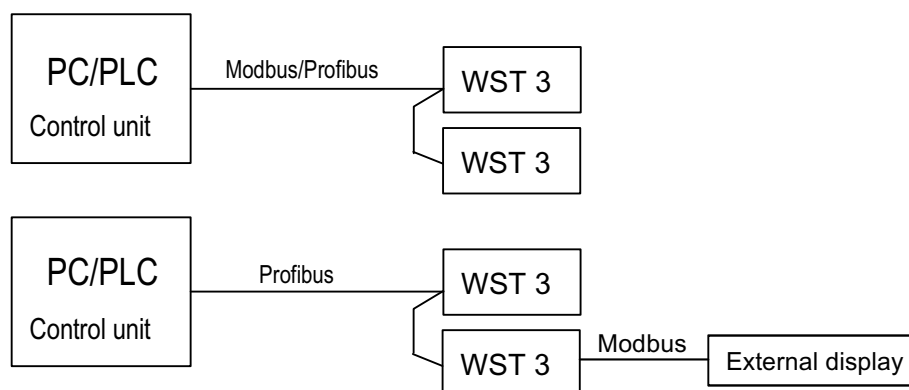 PC/PLC
Control unit
Modbus/Profibus
WST 3
WST 3
PC/PLC
Control unit
Profibus
WST 3
WST 3
Modbus
External display